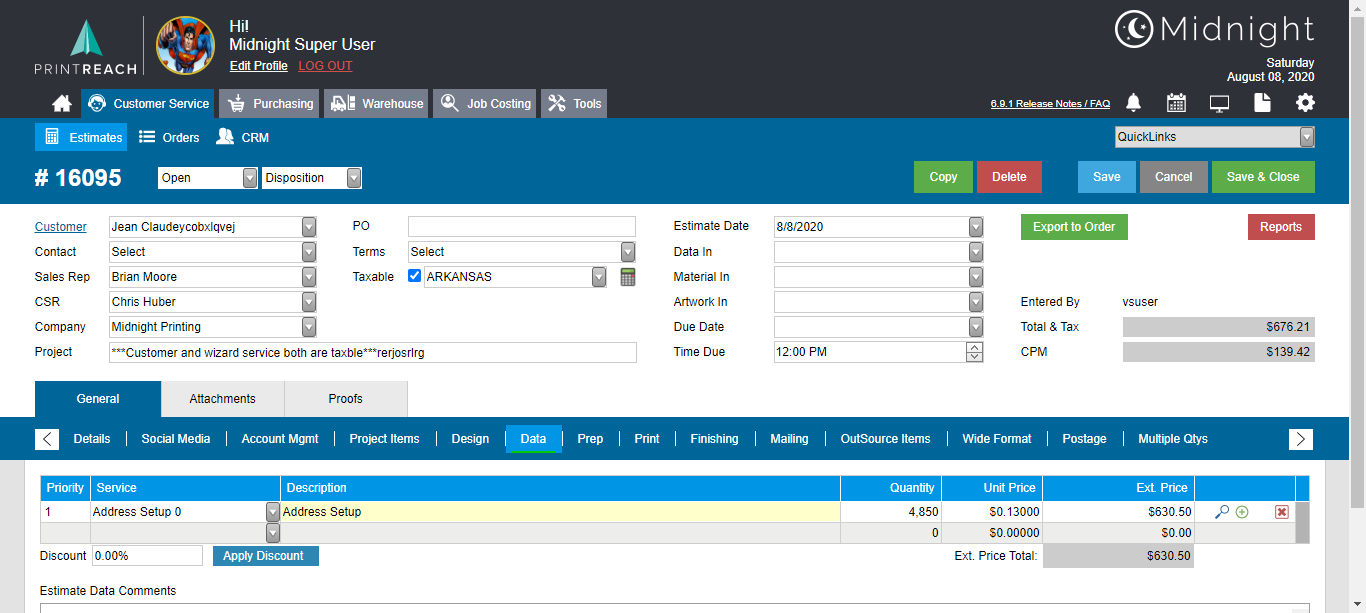 Hi!
Midnight Super User
Edit Profile LOG OUT
PRINTREACH
Midnight
Saturday
August 08, 2020
Customer Service Purchasing Warehouse Job Costing Tools
6.9.1 Release Notes / FAQ
Estimates Orders CRM
QuickLinks
# 16095 Open Disposition Copy Delete Save Cancel Save & Close
Customer Jean Claudeycobxlqvej PO Estimate Date 8/8/2020 Export to Order Reports
Contact Select Terms Select Data In
Sales Rep Brian Moore Taxable ARKANSAS Material In
CSR Chris Huber Artwork In Entered By vsuser
Company Midnight Printing Due Date Total & Tax $676.21
Project ***Customer and wizard service both are taxble***rerjosrlrg Time Due 12:00 PM CPM $139.42
General Attachments Proofs
Details Social Media Account Mgmt Project Items Design Data Prep Print Finishing Mailing OutSource Items Wide Format Postage Multiple Qtys
Priority Service Description Quantity Unit Price Ext. Price
1 Address Setup 0 Address Setup 4,850 $0.13000 $630.50
0 $0.00000 $0.00
Discount 0.00% Apply Discount Ext. Price Total: $630.50
Estimate Data Comments